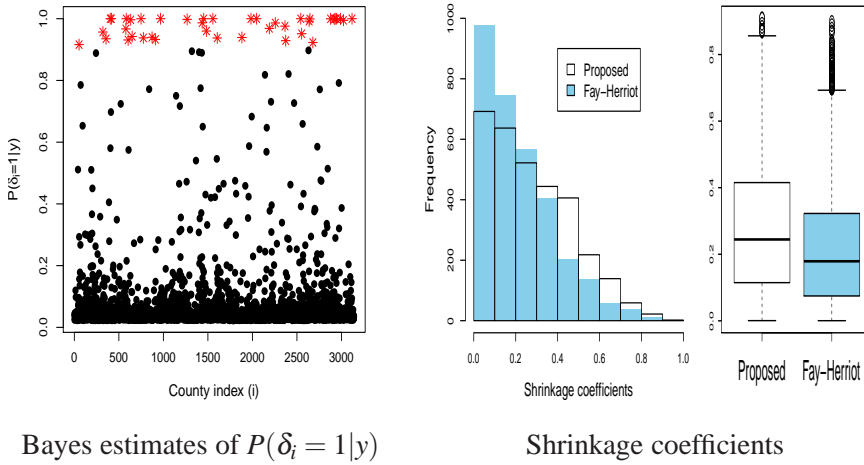 P(δi=1|y)
0.0 0.2 0.4 0.6 0.8 1.0
0 500 1000 1500 2000 2500 3000
County index (i)
Frequency
0 200 400 600 800 1000
Proposed
Fay−Herriot
0.0 0.2 0.4 0.6 0.8 1.0
Shrinkage coefficients
0.0 0.2 0.4 0.6 0.8
Proposed Fay−Herriot
Bayes estimates of P(δi = 1|y)
Shrinkage coefficients